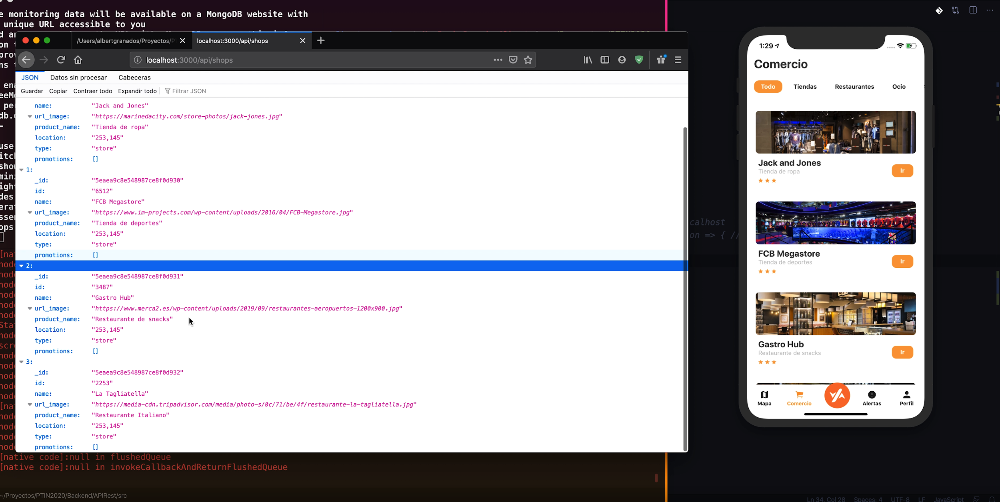 e monitoring data will be available on a MongoDB website with
unique URL accessible to you
/Users/albertgranados/Proyectos/P
localhost:3000/api/shops
localhost:3000/api/shops
JSON Datos sin procesar Cabeceras
Guardar Copiar Contraer todo Expandir todo Filtrar JSON
name: "Jack and Jones"
url_image: "https://marinedacity.com/store-photos/jack-jones.jpg"
product_name: "Tienda de ropa"
location: "253,145"
type: "store"
promotions: []
1:
_id: "5eaea9c8e548987ce8f0d930"
id: "6512"
name: "FCB Megastore"
url_image: "https://www.im-projects.com/wp-content/uploads/2016/04/FCB-Megastore.jpg"
product_name: "Tienda de deportes"
location: "253,145"
type: "store"
promotions: []
2:
_id: "5eaea9c8e548987ce8f0d931"
id: "3487"
name: "Gastro Hub"
url_image: "https://www.merca2.es/wp-content/uploads/2019/09/restaurantes-aeropuertos-1200x900.jpg"
product_name: "Restaurante de snacks"
location: "253,145"
type: "store"
promotions: []
3:
_id: "5eaea9c8e548987ce8f0d932"
id: "2253"
name: "La Tagliatella"
url_image: "https://media-cdn.tripadvisor.com/media/photo-s/0c/71/be/4f/restaurante-la-tagliatella.jpg"
product_name: "Restaurante Italiano"
location: "253,145"
type: "store"
promotions: []
[native code]:null in flushedQueue
[native code]:null in invokeCallbackAndReturnFlushedQueue
~/Proyectos/PTIN2020/Backend/APIRest/src
calhost
on => { //
1:29
Comercio
Todo Tiendas Restaurantes Ocio
Jack and Jones
Tienda de ropa
Ir
FCB Megastore
Tienda de deportes
Ir
Gastro Hub
Restaurante de snacks
Ir
Mapa Comercio Alertas Perfil
Ln 34, Col 28 Spaces: 4 UTF-8 LF JavaScript